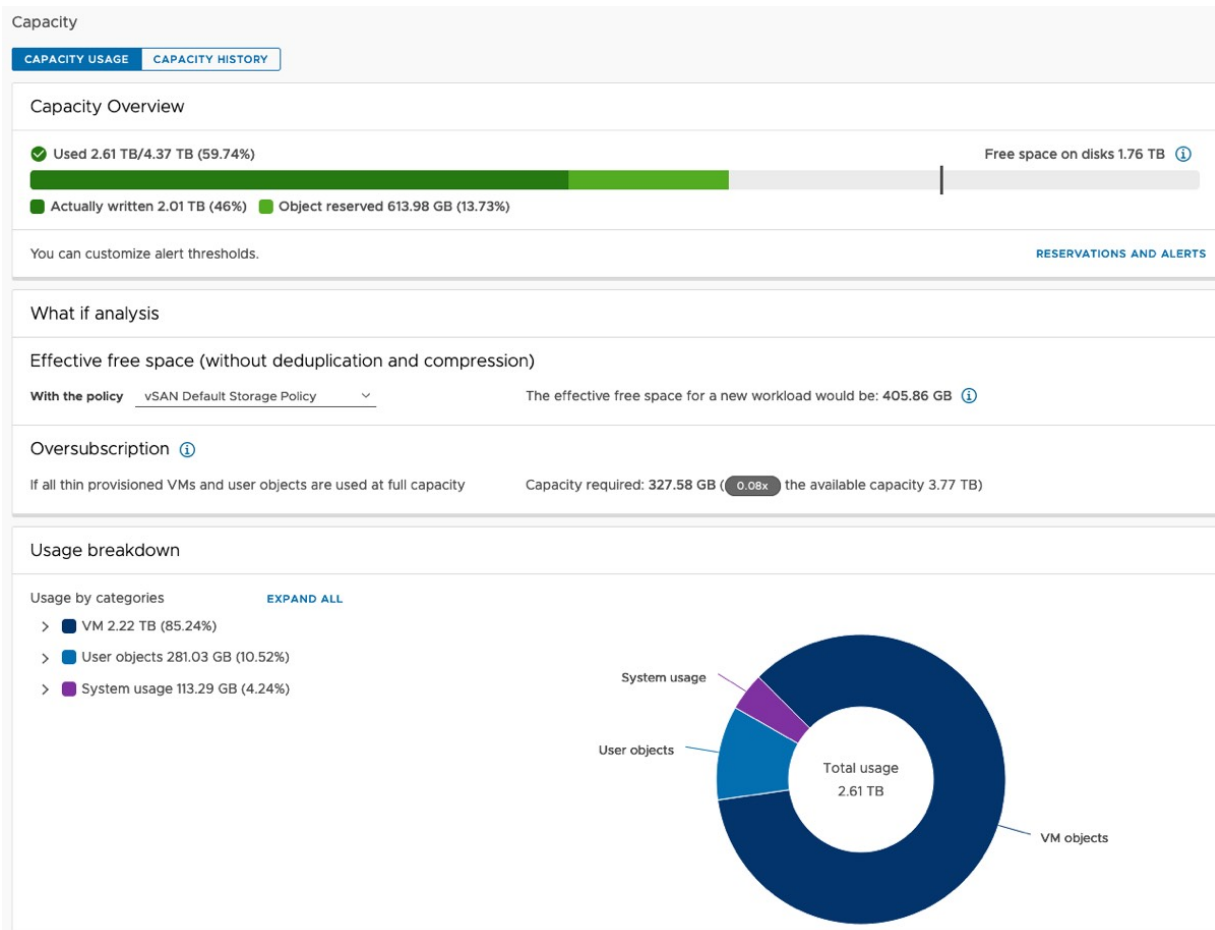 Capacity
CAPACITY USAGE CAPACITY HISTORY
Capacity Overview
Used 2.61 TB/4.37 TB (59.74%) Free space on disks 1.76 TB
Actually written 2.01 TB (46%) Object reserved 613.98 GB (13.73%)
You can customize alert thresholds. RESERVATIONS AND ALERTS
What if analysis
Effective free space (without deduplication and compression)
With the policy vSAN Default Storage Policy The effective free space for a new workload would be: 405.86 GB
Oversubscription
If all thin provisioned VMs and user objects are used at full capacity Capacity required: 327.58 GB ( 0.08x the available capacity 3.77 TB)
Usage breakdown
Usage by categories EXPAND ALL
VM 2.22 TB (85.24%)
User objects 281.03 GB (10.52%)
System usage 113.29 GB (4.24%)
System usage
User objects
Total usage
2.61 TB
VM objects